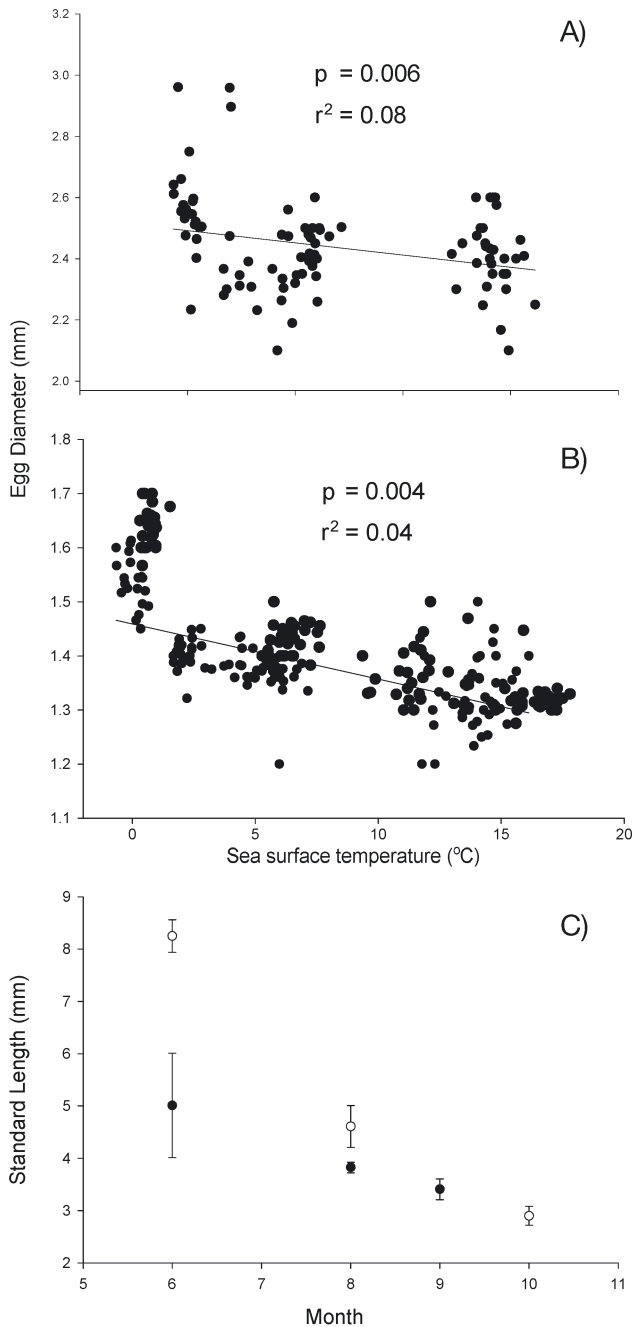 A)
p = 0.006
r2 = 0.08
3.2
3.0
2.8
2.6
2.4
2.2
2.0
Egg Diameter (mm)
B)
p = 0.004
r2 = 0.04
1.8
1.7
1.6
1.5
1.4
1.3
1.2
1.1
0 5 10 15 20
Sea surface temperature (oC)
C)
9
8
7
6
5
4
3
2
Standard Length (mm)
5 6 7 8 9 10 11
Month